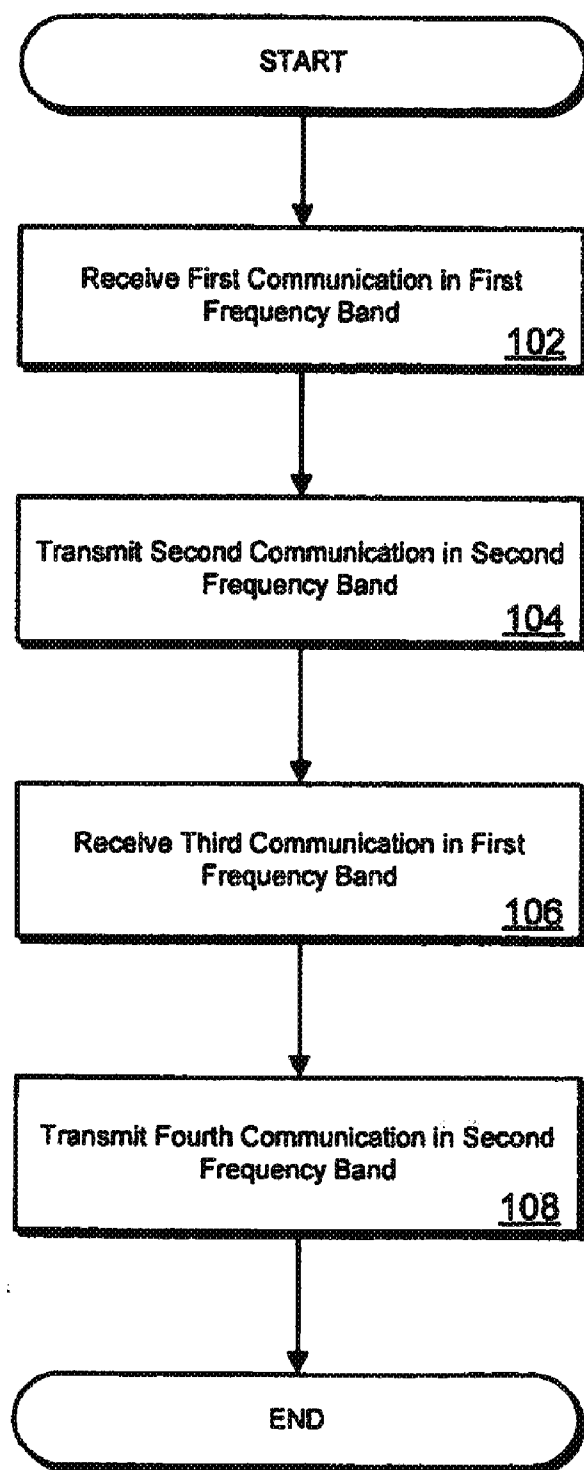 START
Receive First Communication in First
Frequency Band
102
Transmit Second Communication in Second
Frequency Band
104
Receive Third Communication in First
Frequency Band
106
Transmit Fourth Communication in Second
Frequency Band
108
END